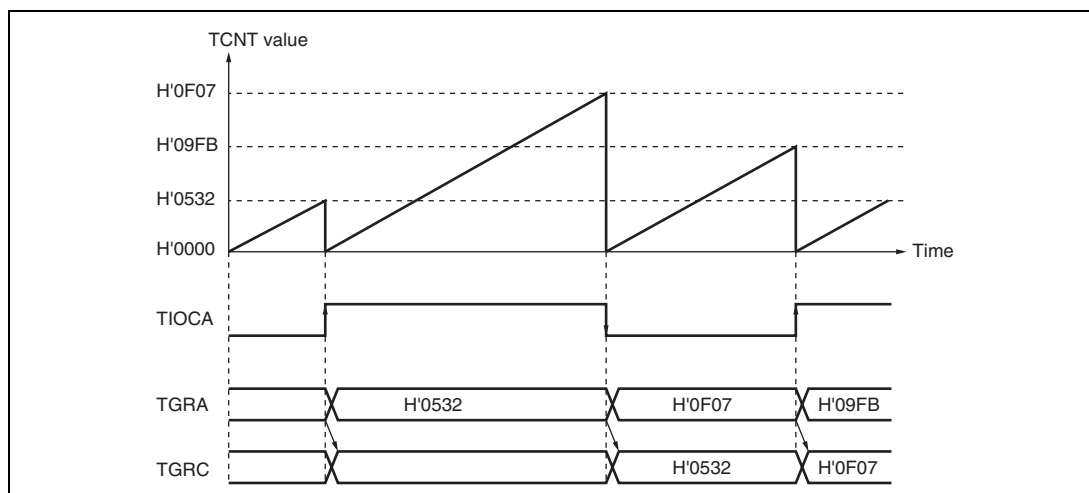 TCNT value
H'0F07
H'09FB
H'0532
H'0000
Time
TIOCA
TGRA H'0532 H'0F07 H'09FB
TGRC H'0532 H'0F07